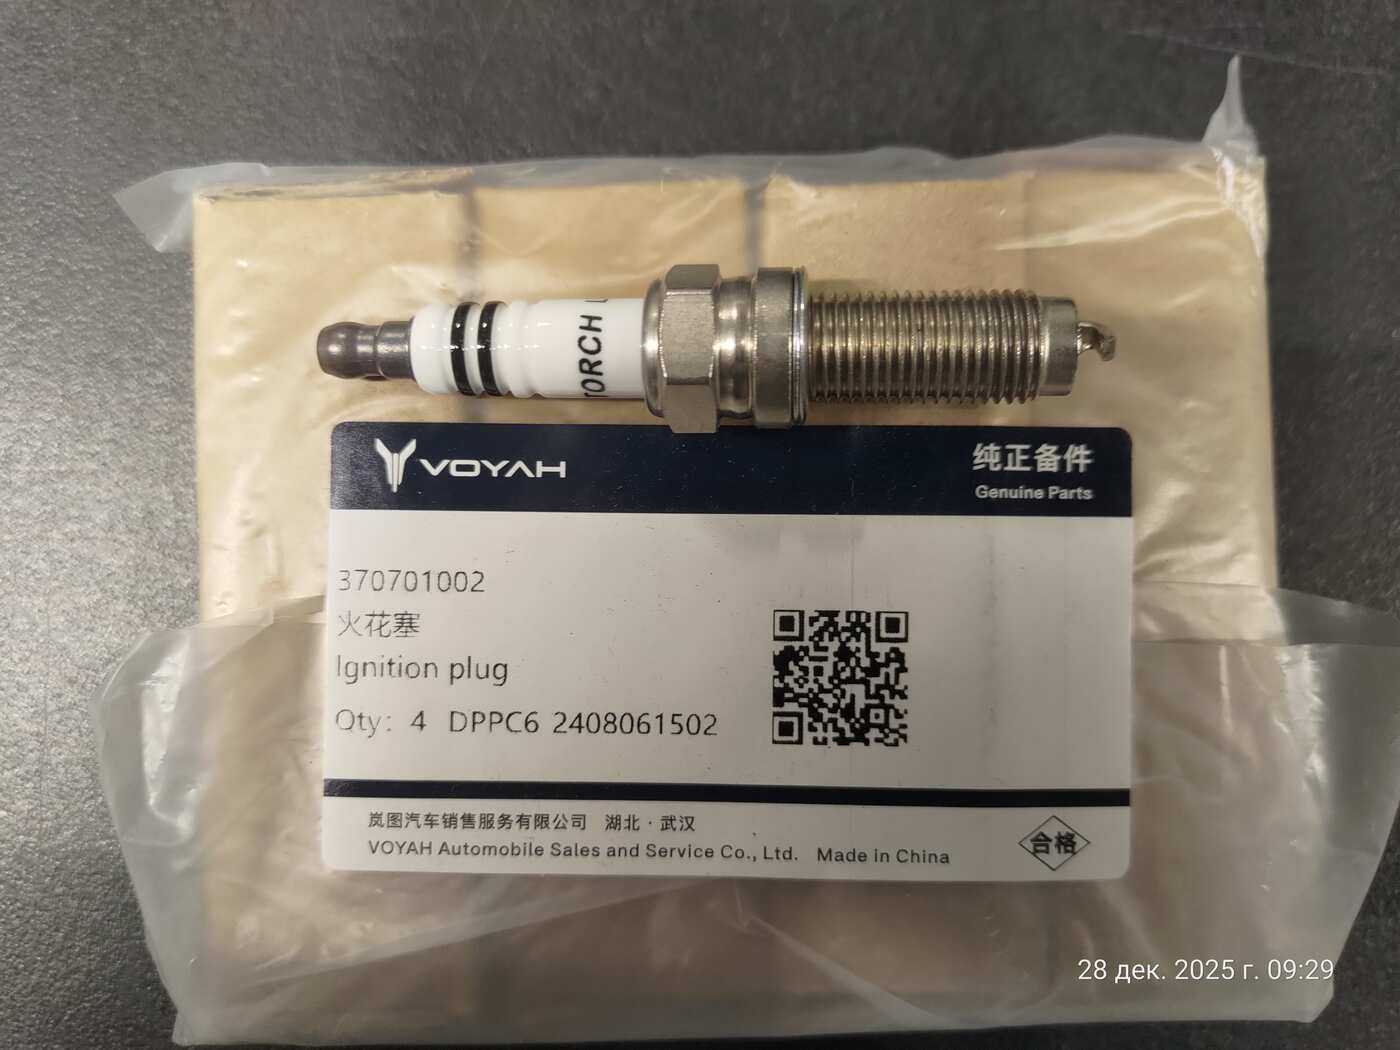 TORCH
VOYAH
纯正备件
Genuine Parts
370701002
火花塞
Ignition plug
Qty: 4 DPPC6 2408061502
岚图汽车销售服务有限公司 湖北·武汉
VOYAH Automobile Sales and Service Co., Ltd. Made in China
合格
28 дек. 2025 г. 09:29